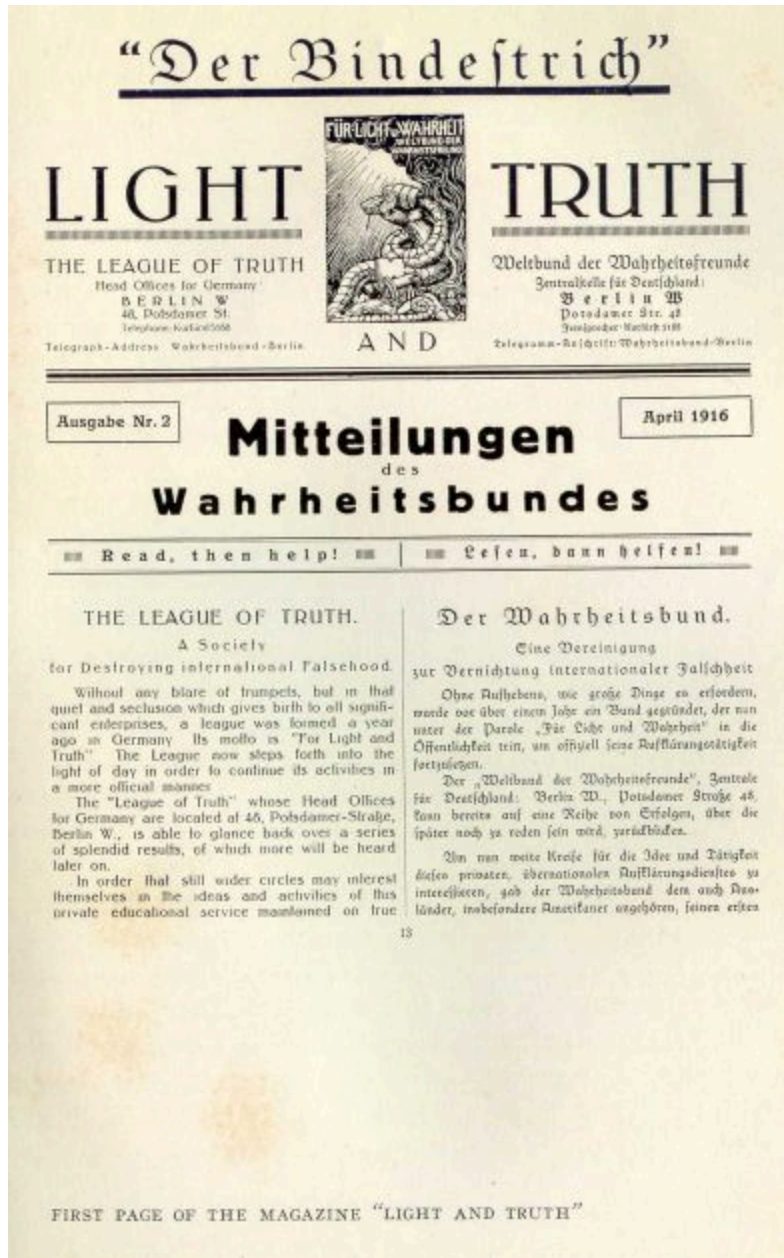 “Der Bindeſtrich”
FÜR LICHT U. WAHRHEIT
WELTBUND DER
WAHRHEITSFREUNDE
LIGHT
AND
TRUTH
THE LEAGUE OF TRUTH
Head Offices for Germany
BERLIN W
48, Potsdamer St.
Telegraph-Address Wahrheitsbund-Berlin
Weltbund der Wahrheitsfreunde
Zentralſtelle für Deutſchland:
Berlin W
Potsdamer Str. 48
Telegramm-Anſchrift: Wahrheitsbund-Berlin
Ausgabe Nr. 2
April 1916
Mitteilungen
des
Wahrheitsbundes
Read, then help!
Leſen, dann helfen!
THE LEAGUE OF TRUTH.
A Society
for Destroying international Falsehood.
Without any blare of trumpets, but in that
quiet and seclusion which gives birth to all signifi-
cant enterprises, a league was formed a year
ago in Germany Its motto is "For Light and
Truth" The League now steps forth into the
light of day in order to continue its activities in
a more official manner
The "League of Truth" whose Head Offices
for Germany are located at 48, Potsdamer-Straße,
Berlin W., is able to glance back over a series
of splendid results, of which more will be heard
later on.
In order that still wider circles may interest
themselves in the ideas and activities of this
private educational service maintained on true
Der Wahrheitsbund.
Eine Vereinigung
zur Vernichtung internationaler Falſchheit
Ohne Aufhebens, wie große Dinge es erfordern,
wurde vor über einem Jahr ein Bund gegründet, der nun
unter der Parole „Für Licht und Wahrheit“ in die
Öffentlichkeit tritt, um offiziell ſeine Aufklärungstätigkeit
fortzuſetzen.
Der „Weltbund der Wahrheitsfreunde“, Zentrale
für Deutſchland: Berlin W., Potsdamer Straße 48,
kann bereits auf eine Reihe von Erfolgen, über die
ſpäter noch zu reden ſein wird, zurückblicken.
Um nun weite Kreiſe für die Idee und Tätigkeit
dieſes privaten, übernationalen Aufklärungsdienſtes zu
intereſſieren, gab der Wahrheitsbund dem auch Aus-
länder, insbeſondere Amerikaner angehören, ſeinen erſten
13
FIRST PAGE OF THE MAGAZINE “LIGHT AND TRUTH”